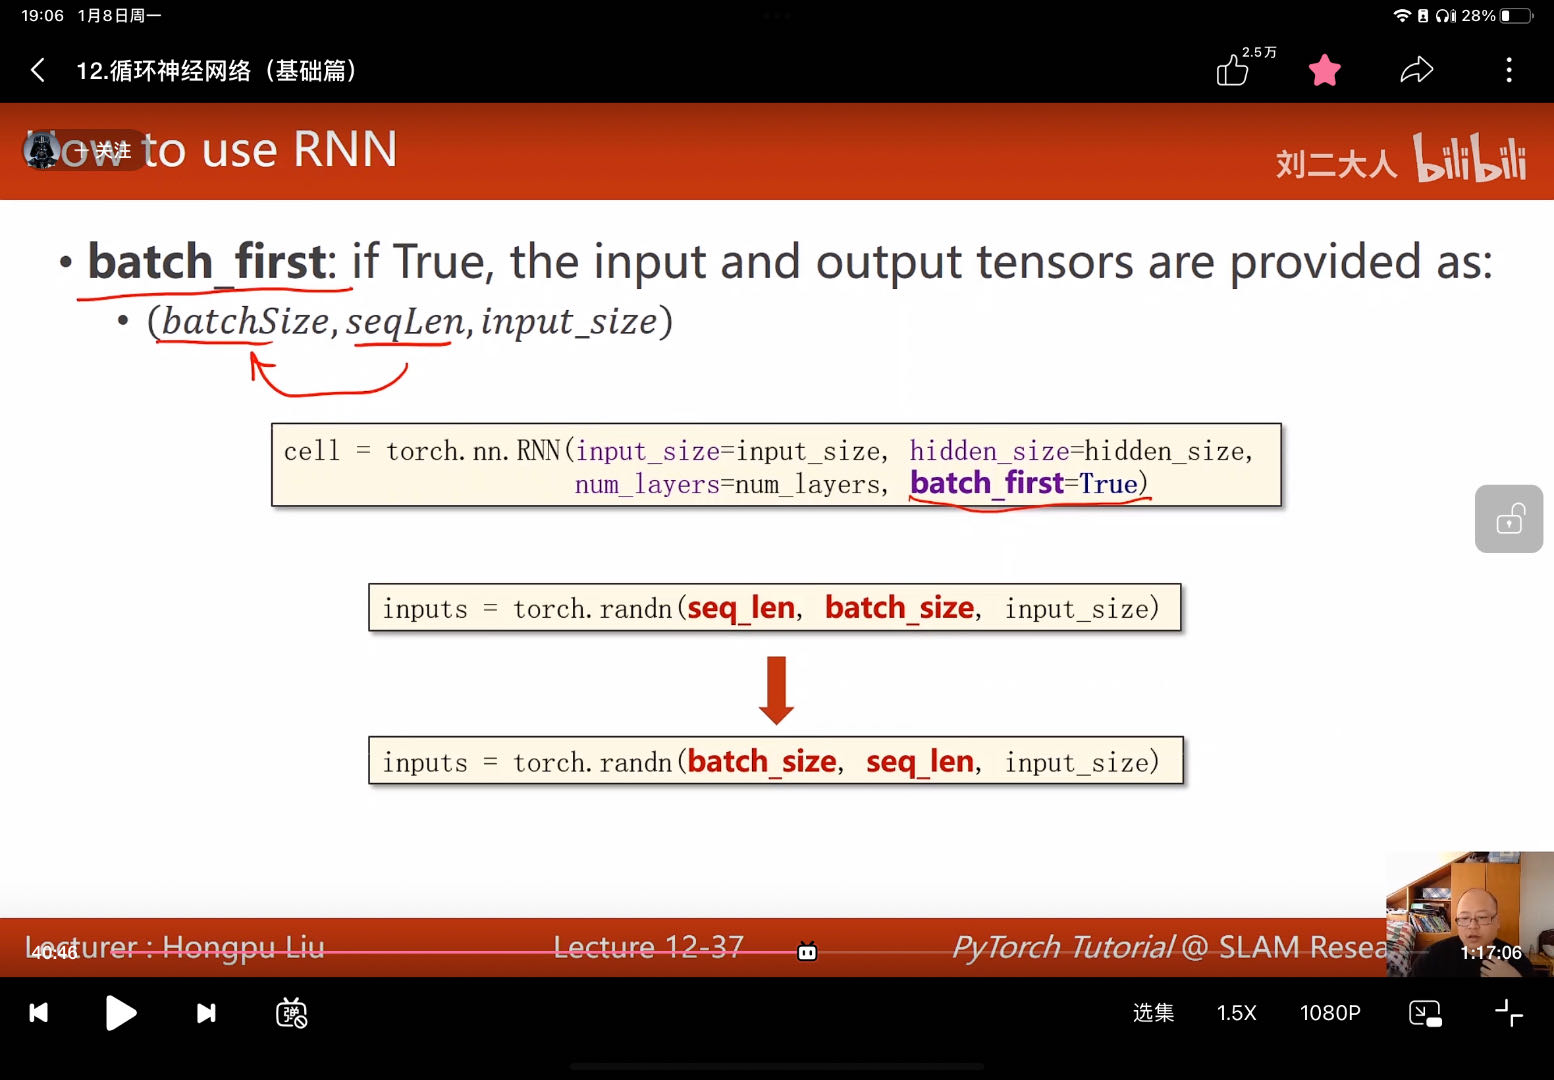 19:06 1月8日周一
28%
12.循环神经网络（基础篇）
2.5万
How to use RNN
+ 关注
刘二大人 bilibili
• batch_first: if True, the input and output tensors are provided as:
• (batchSize, seqLen, input_size)
cell = torch.nn.RNN(input_size=input_size, hidden_size=hidden_size,
num_layers=num_layers, batch_first=True)
inputs = torch.randn(seq_len, batch_size, input_size)
inputs = torch.randn(batch_size, seq_len, input_size)
Lecturer : Hongpu Liu
Lecture 12-37
PyTorch Tutorial @ SLAM Resea
40:46
1:17:06
弹
选集
1.5X
1080P